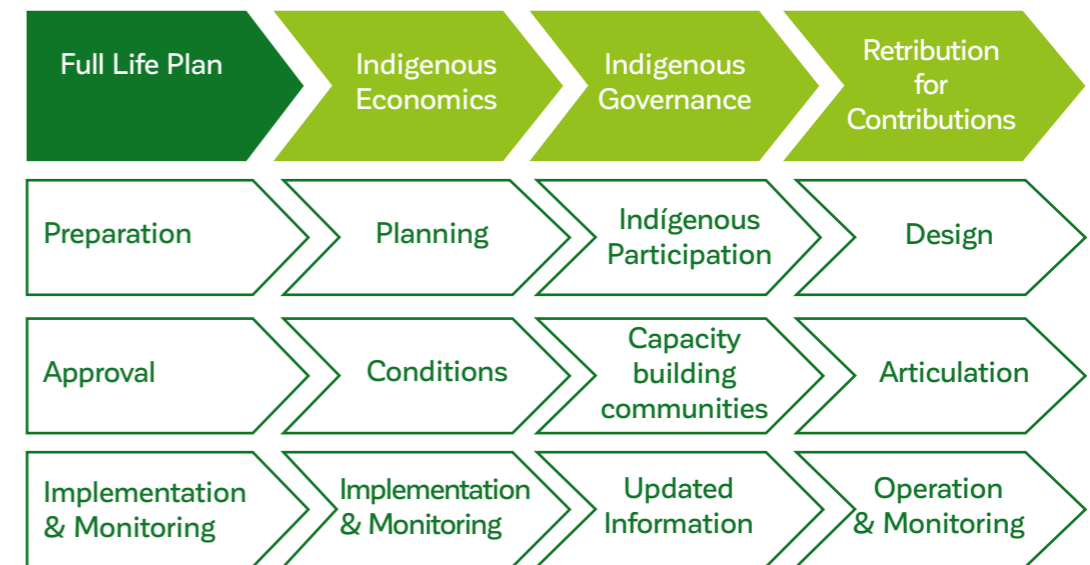 Full Life Plan
Indigenous
Economics
Indigenous
Governance
Retribution
for
Contributions
Preparation
Planning
Indígenous
Participation
Design
Approval
Conditions
Capacity
building
communities
Articulation
Implementation
& Monitoring
Implementation
& Monitoring
Updated
Information
Operation
& Monitoring